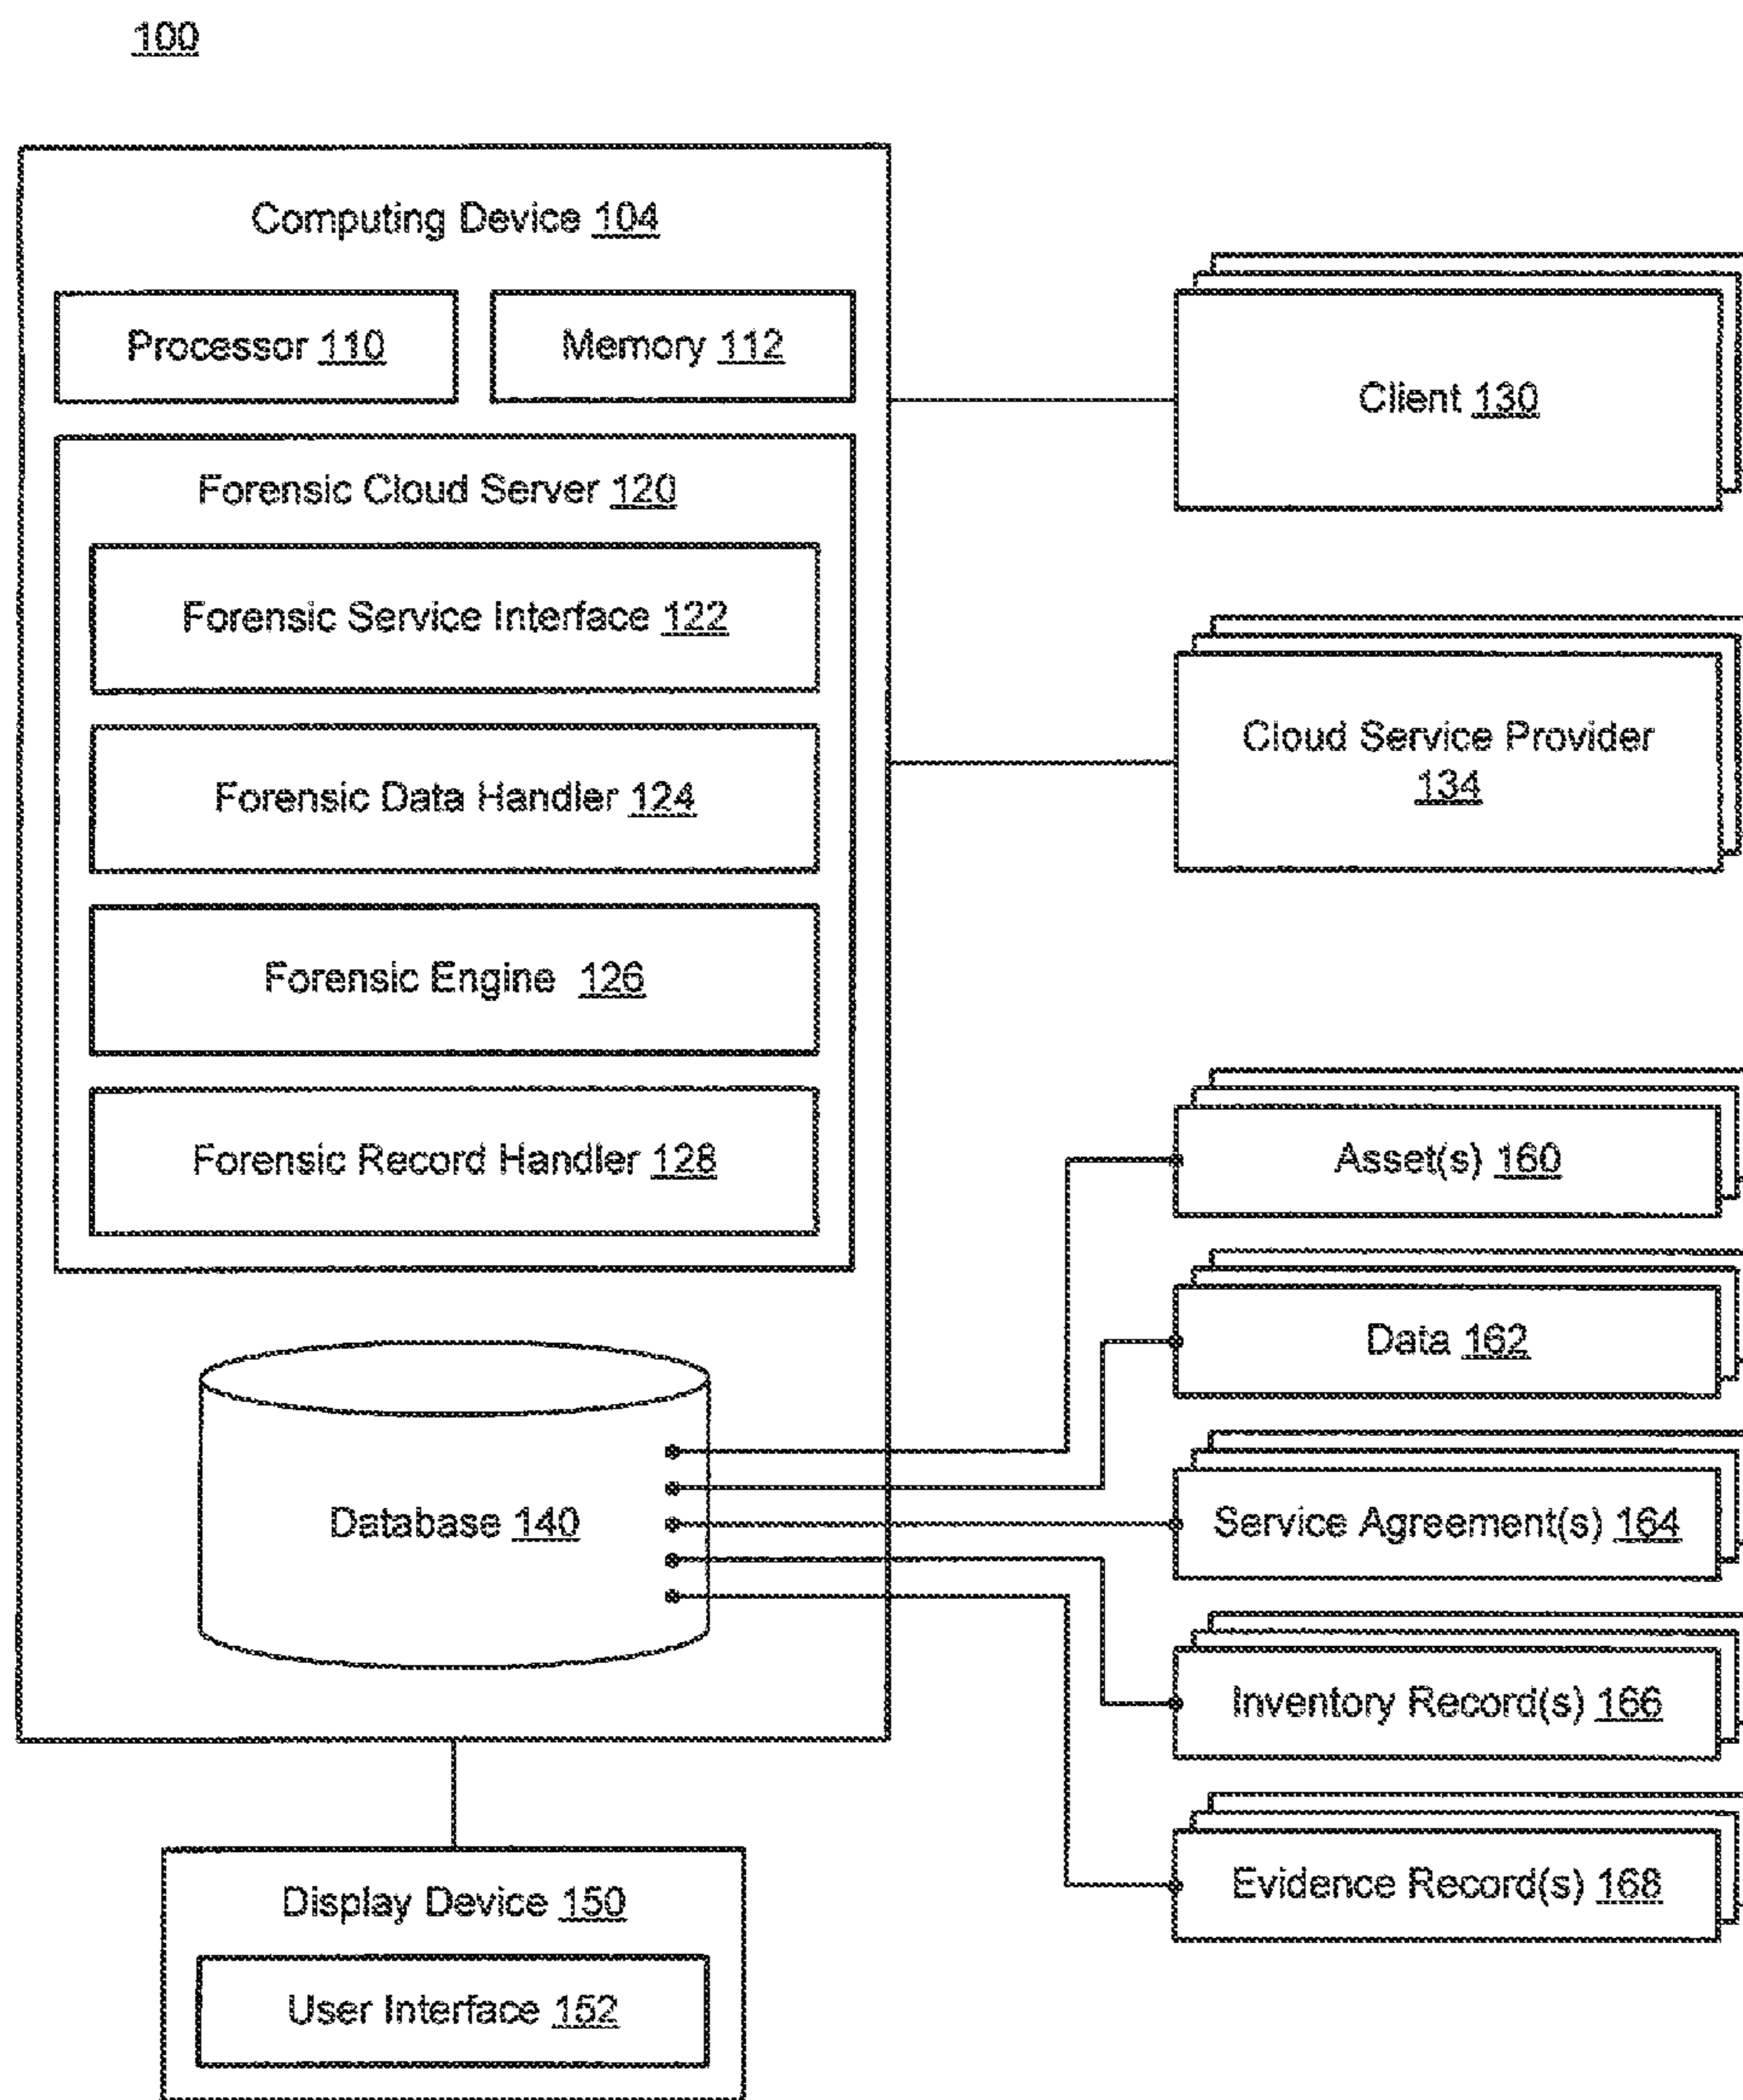 100
Computing Device 104
Processor 110
Memory 112
Forensic Cloud Server 120
Forensic Service Interface 122
Forensic Data Handler 124
Forensic Engine 126
Forensic Record Handler 128
Database 140
Display Device 150
User Interface 152
Client 130
Cloud Service Provider
134
Asset(s) 160
Data 162
Service Agreement(s) 164
Inventory Record(s) 166
Evidence Record(s) 168